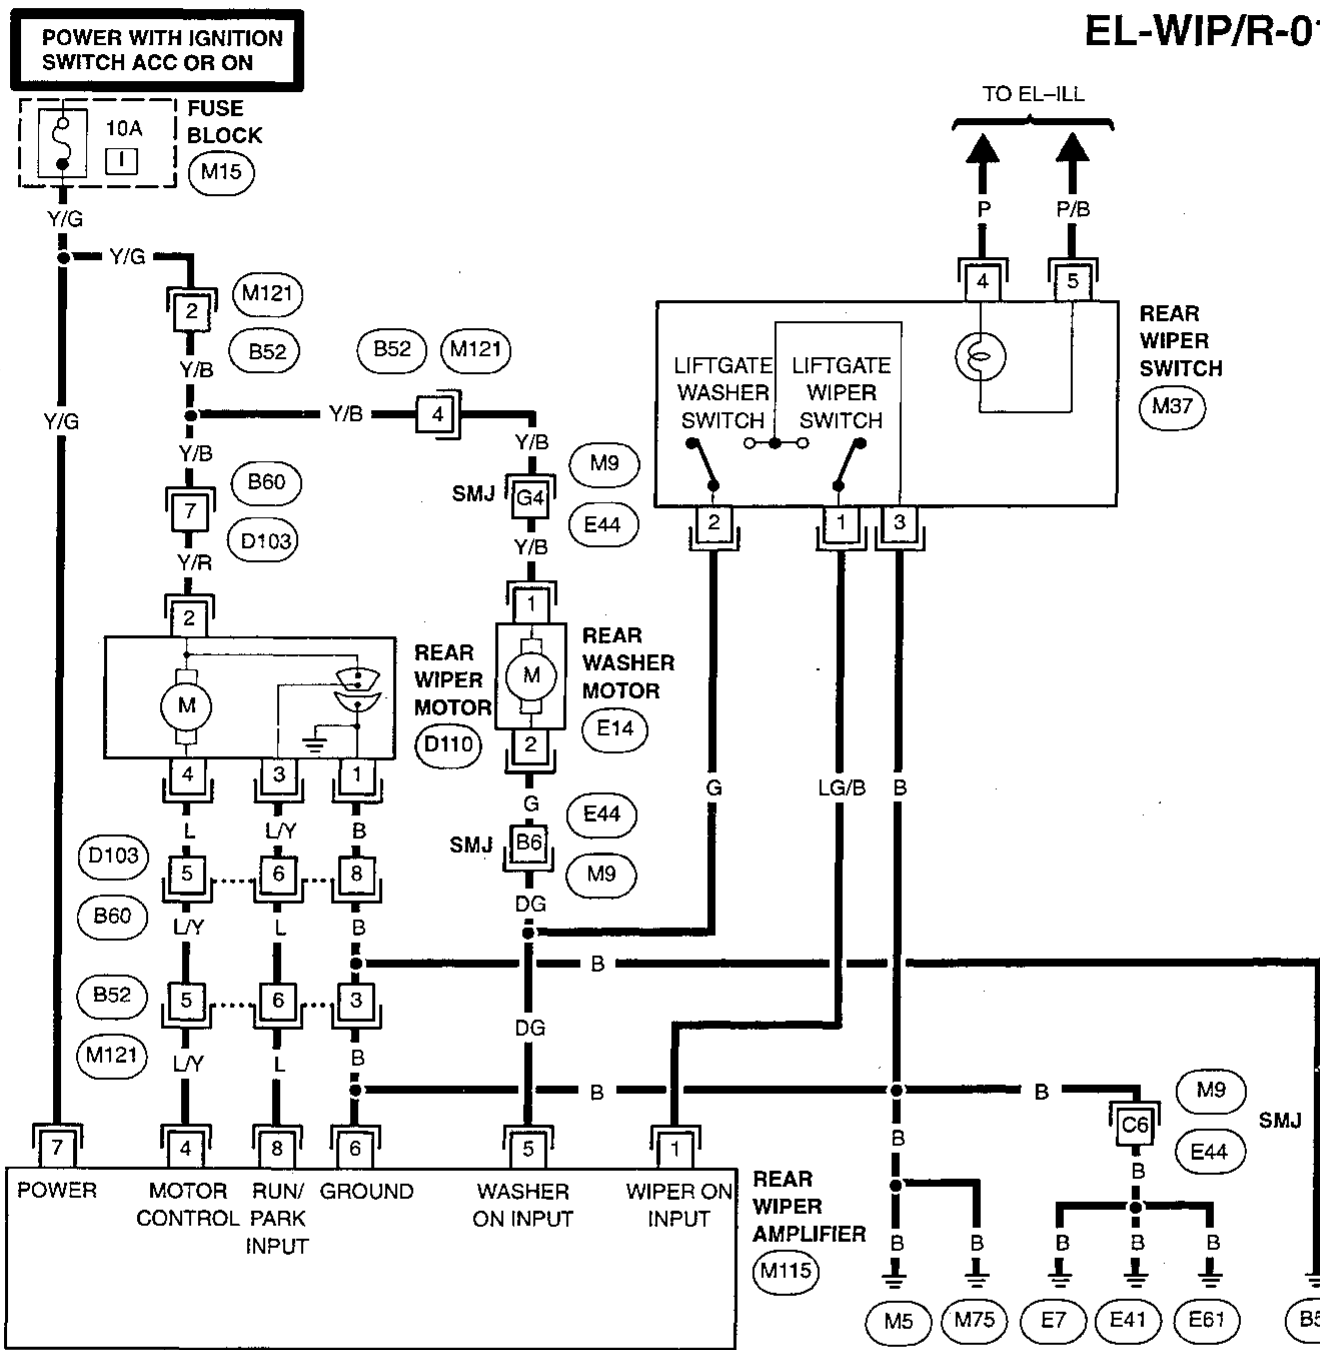 EL-WIP/R-01
POWER WITH IGNITION
SWITCH ACC OR ON
FUSE
BLOCK
M15
10A
I
TO EL–ILL
Y/G
P
P/B
Y/G
4
5
2
M121
B52
Y/B
B52
M121
REAR
WIPER
SWITCH
M37
LIFTGATE
WASHER
SWITCH
LIFTGATE
WIPER
SWITCH
Y/G
Y/B
4
Y/B
Y/B
M9
SMJ
G4
E44
B60
7
D103
2
1
3
Y/R
Y/B
2
1
REAR
WIPER
MOTOR
D110
M
M
REAR
WASHER
MOTOR
E14
4
3
1
2
G
LG/B
B
L
L/Y
B
G
E44
SMJ
B6
M9
D103
5
6
8
B60
L/Y
L
B
DG
B
B52
5
6
3
M121
L/Y
L
B
DG
B
B
M9
C6
SMJ
E44
B
B
7
4
8
6
5
1
POWER
MOTOR
CONTROL
RUN/
PARK
INPUT
GROUND
WASHER
ON INPUT
WIPER ON
INPUT
REAR
WIPER
AMPLIFIER
M115
B
B
B
B
B
M5
M75
E7
E41
E61